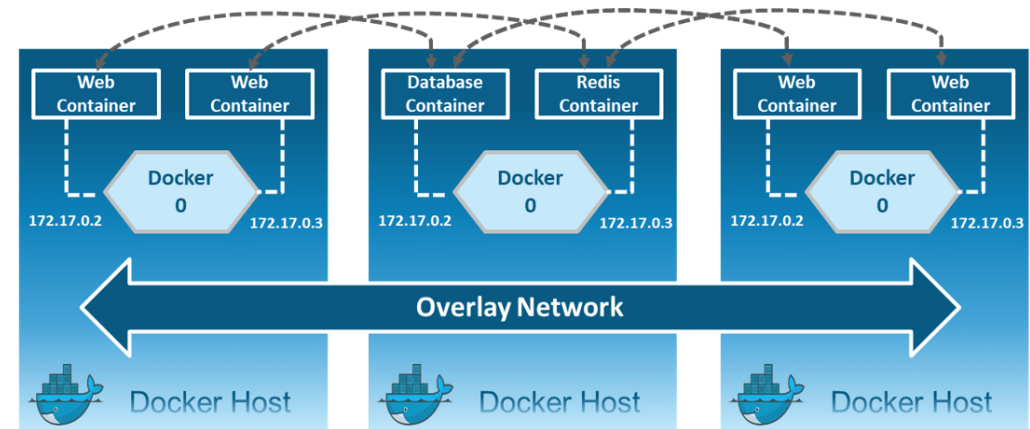 Web
Container
Web
Container
Docker
0
172.17.0.2
172.17.0.3
Docker Host
Database
Container
Redis
Container
Docker
0
172.17.0.2
172.17.0.3
Docker Host
Web
Container
Web
Container
Docker
0
172.17.0.2
172.17.0.3
Docker Host
Overlay Network